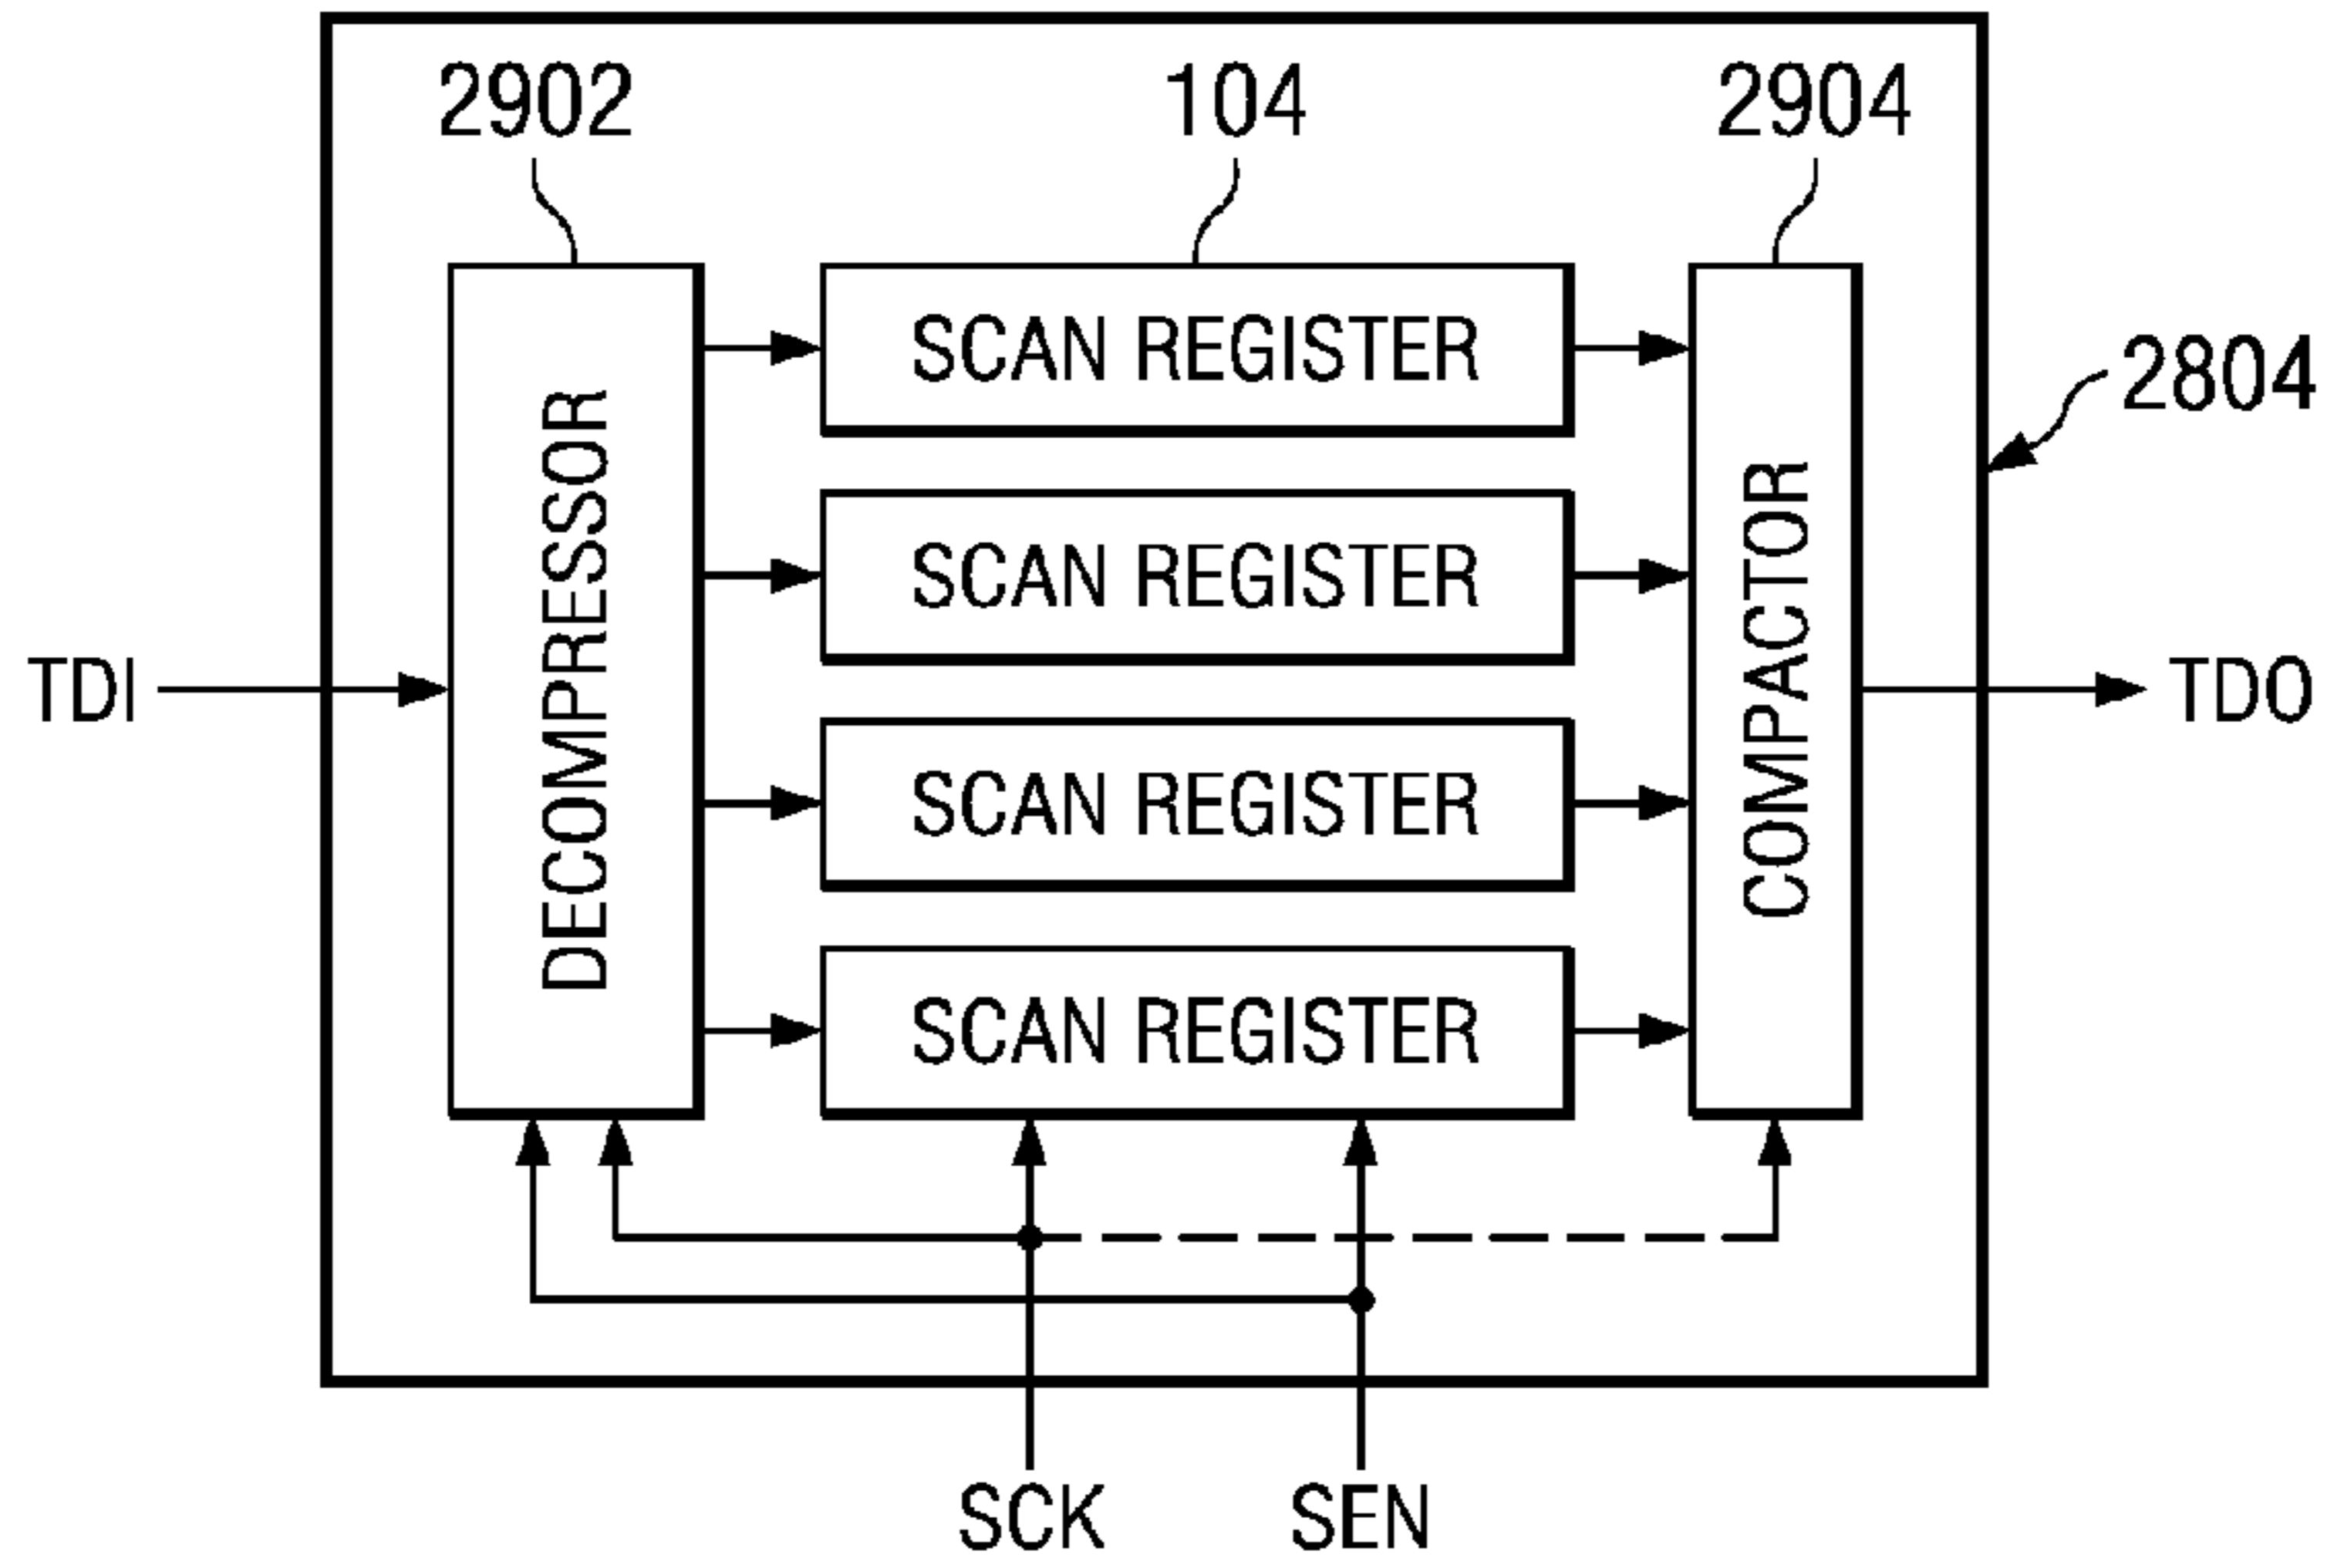 2902
104
2904
2804
DECOMPRESSOR
SCAN REGISTER
SCAN REGISTER
SCAN REGISTER
SCAN REGISTER
COMPACTOR
TDI
TDO
SCK
SEN